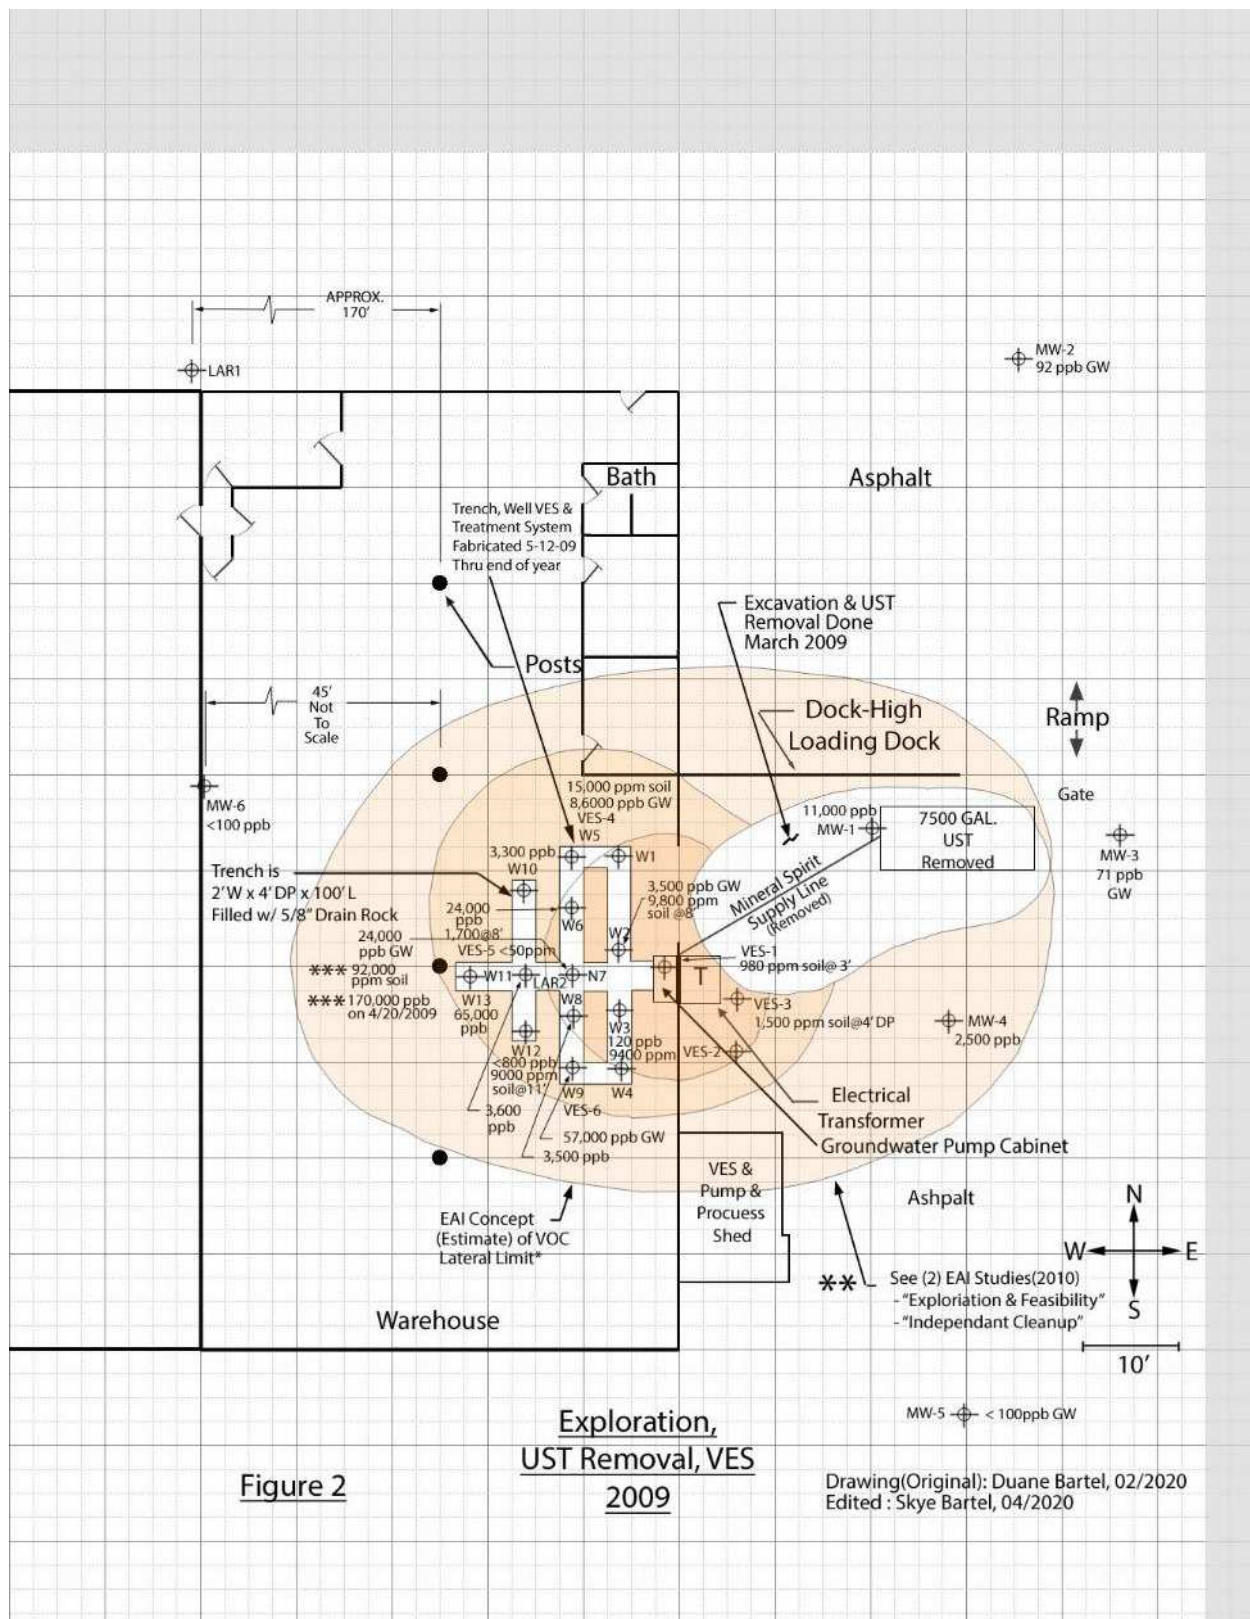 APPROX.
170’
LAR1
MW-2
92 ppb GW
Bath
Asphalt
Trench, Well VES &
Treatment System
Fabricated 5-12-09
Thru end of year
Excavation & UST
Removal Done
March 2009
Posts
45’
Not
To
Scale
Dock-High
Loading Dock
Ramp
Gate
MW-6
<100 ppb
15,000 ppm soil
8,6000 ppb GW
VES-4
W5
11,000 ppb
MW-1
7500 GAL.
UST
Removed
MW-3
71 ppb
GW
3,300 ppb
W10
W1
Trench is
2’ W x 4’ DP x 100’ L
Filled w/ 5/8” Drain Rock
3,500 ppb GW
9,800 ppm
soil @8’
Mineral Spirit
Supply Line
(Removed)
24,000
ppb
1,700@8’
W6
W2
24,000
ppb GW
VES-5 <50ppm
VES-1
980 ppm soil@ 3’
*** 92,000
ppm soil
W11
LAR2
N7
T
***170,000 ppb
on 4/20/2009
W13
65,000
ppb
W8
VES-3
1,500 ppm soil@4’ DP
MW-4
2,500 ppb
W3
120 ppb
9400 ppm
VES-2
W12
<800 ppb
9000 ppm
soil@11’
W9
W4
VES-6
3,600
ppb
57,000 ppb GW
3,500 ppb
Electrical
Transformer
Groundwater Pump Cabinet
VES &
Pump &
Procuess
Shed
Ashpalt
EAI Concept
(Estimate) of VOC
Lateral Limit*
N
W E
S
** See (2) EAI Studies(2010)
- “Exploriation & Feasibility”
- “Independant Cleanup”
Warehouse
10’
MW-5 < 100ppb GW
Exploration,
UST Removal, VES
2009
Figure 2
Drawing(Original): Duane Bartel, 02/2020
Edited : Skye Bartel, 04/2020